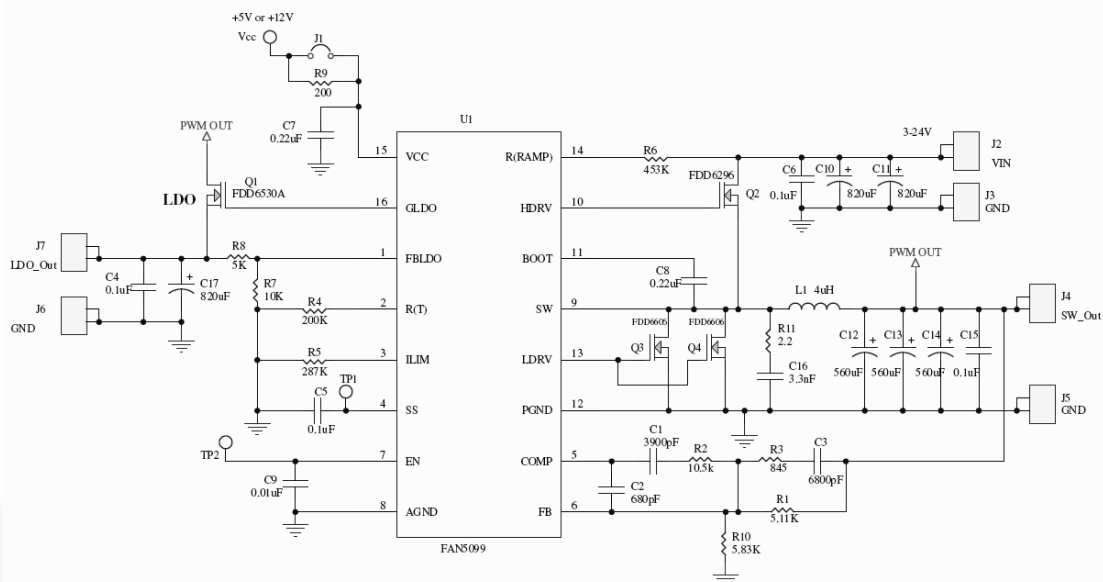 +5V or +12V
Vcc
J1
R9
200
C7
0.22uF
PWM OUT
Q1
FDD6530A
LDO
J7
LDO_Out
C4
0.1uF
C17
820uF
+
R8
5K
R7
10K
J6
GND
R4
200K
R5
287K
C5
0.1uF
TP1
TP2
C9
0.01uF
U1
15 VCC
16 GLDO
1 FBLDO
2 R(T)
3 ILIM
4 SS
7 EN
8 AGND
R(RAMP) 14
HDRV 10
BOOT 11
SW 9
LDRV 13
PGND 12
COMP 5
FB 6
FAN5099
R6
453K
FDD6296
Q2
3-24V
J2
VIN
C6
0.1uF
C10
+
820uF
C11
+
820uF
J3
GND
PWM OUT
C8
0.22uF
L1 4uH
J4
SW_Out
FDD6605
Q3
FDD6606
Q4
R11
2.2
C16
3.3nF
C12
+
560uF
C13
+
560uF
C14
+
560uF
C15
0.1uF
J5
GND
C1
3900pF
R2
10.5k
R3
845
C3
6800pF
C2
680pF
R1
5.11K
R10
5.83K